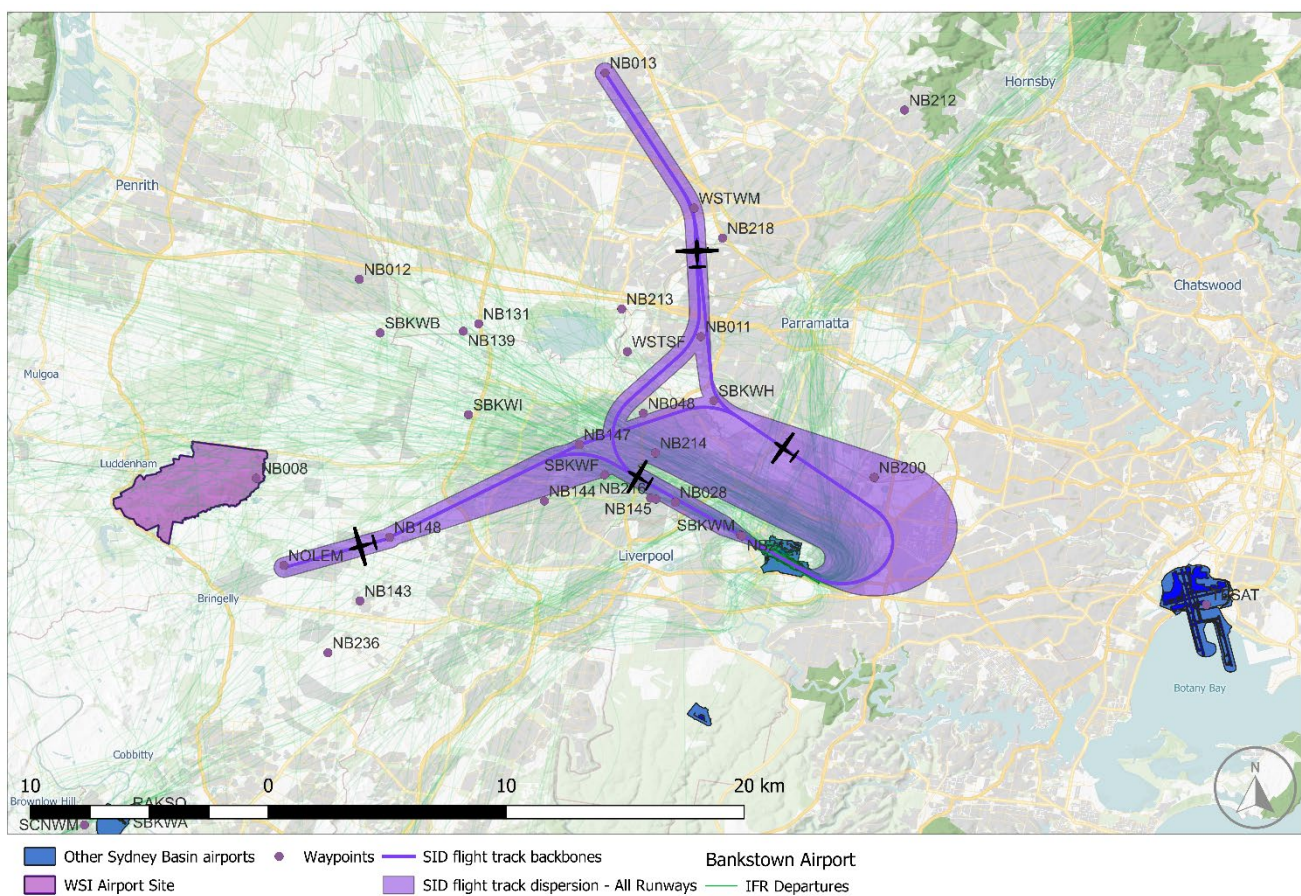 NB013
Hornsby
NB212
Penrith
WSTWM
NB218
NB012
Chatswood
NB213
NB131
Parramatta
SBKWB
NB139
NB011
WSTSF
Mulgoa
SBKWI
NB048
SBKWH
NB147
NB214
Luddenham
NB008
SBKWF
NB200
NB144
NB028
NB145
SBKWM
NB148
Liverpool
NOLEM
Bringelly
NB143
NB236
Botany Bay
Cobbitty
10 0 10 20 km
Brownlow Hill
RAKSO
SCNWM
SBKWA
N
Other Sydney Basin airports
Waypoints
SID flight track backbones
Bankstown Airport
WSI Airport Site
SID flight track dispersion - All Runways
IFR Departures